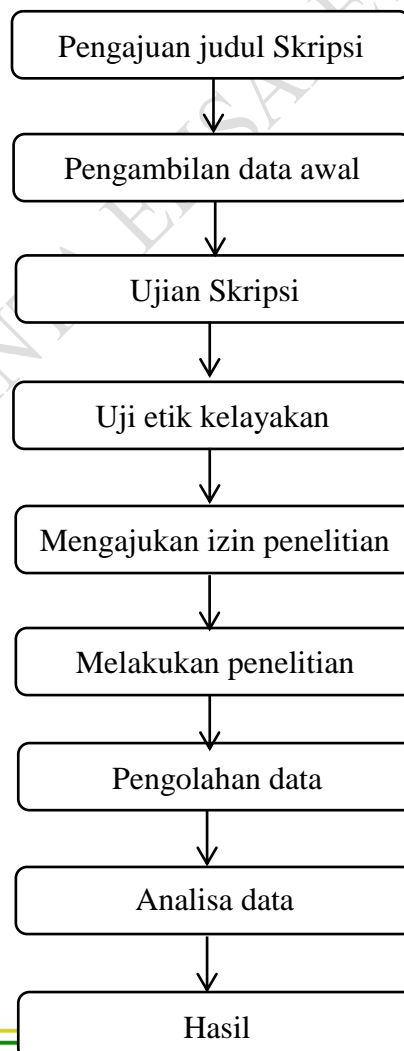 Pengajuan judul Skripsi
Pengambilan data awal
Ujian Skripsi
Uji etik kelayakan
Mengajukan izin penelitian
Melakukan penelitian
Pengolahan data
Analisa data
Hasil